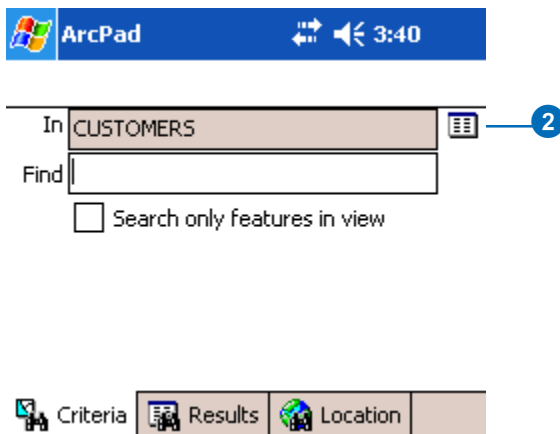 ArcPad 3:40
In CUSTOMERS
2
Find
Search only features in view
Criteria Results Location